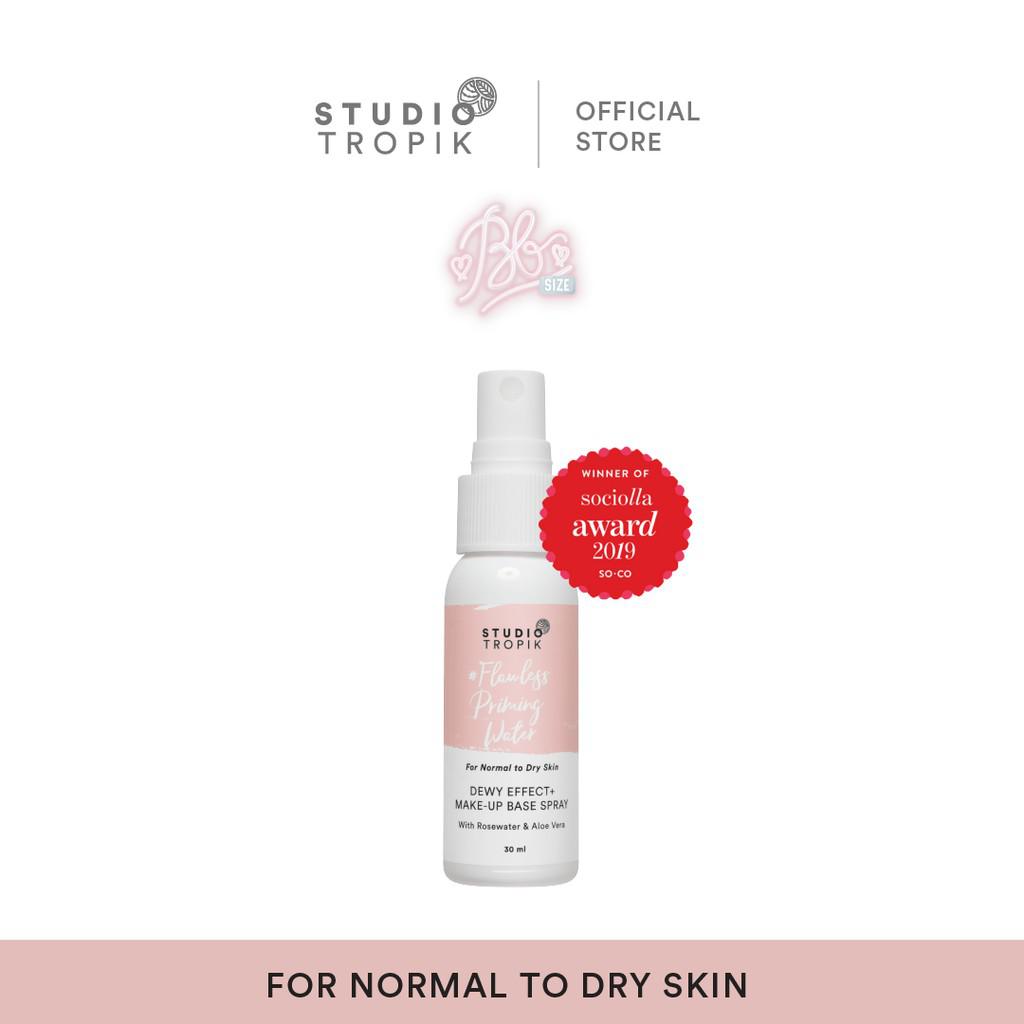 STUDIO
TROPIK
OFFICIAL
STORE
Bb
SIZE
WINNER OF
sociolla
award
2019
SO·CO
STUDIO
TROPIK
#Flawless
Priming
Water
For Normal to Dry Skin
DEWY EFFECT+
MAKE-UP BASE SPRAY
With Rosewater & Aloe Vera
30 ml
FOR NORMAL TO DRY SKIN